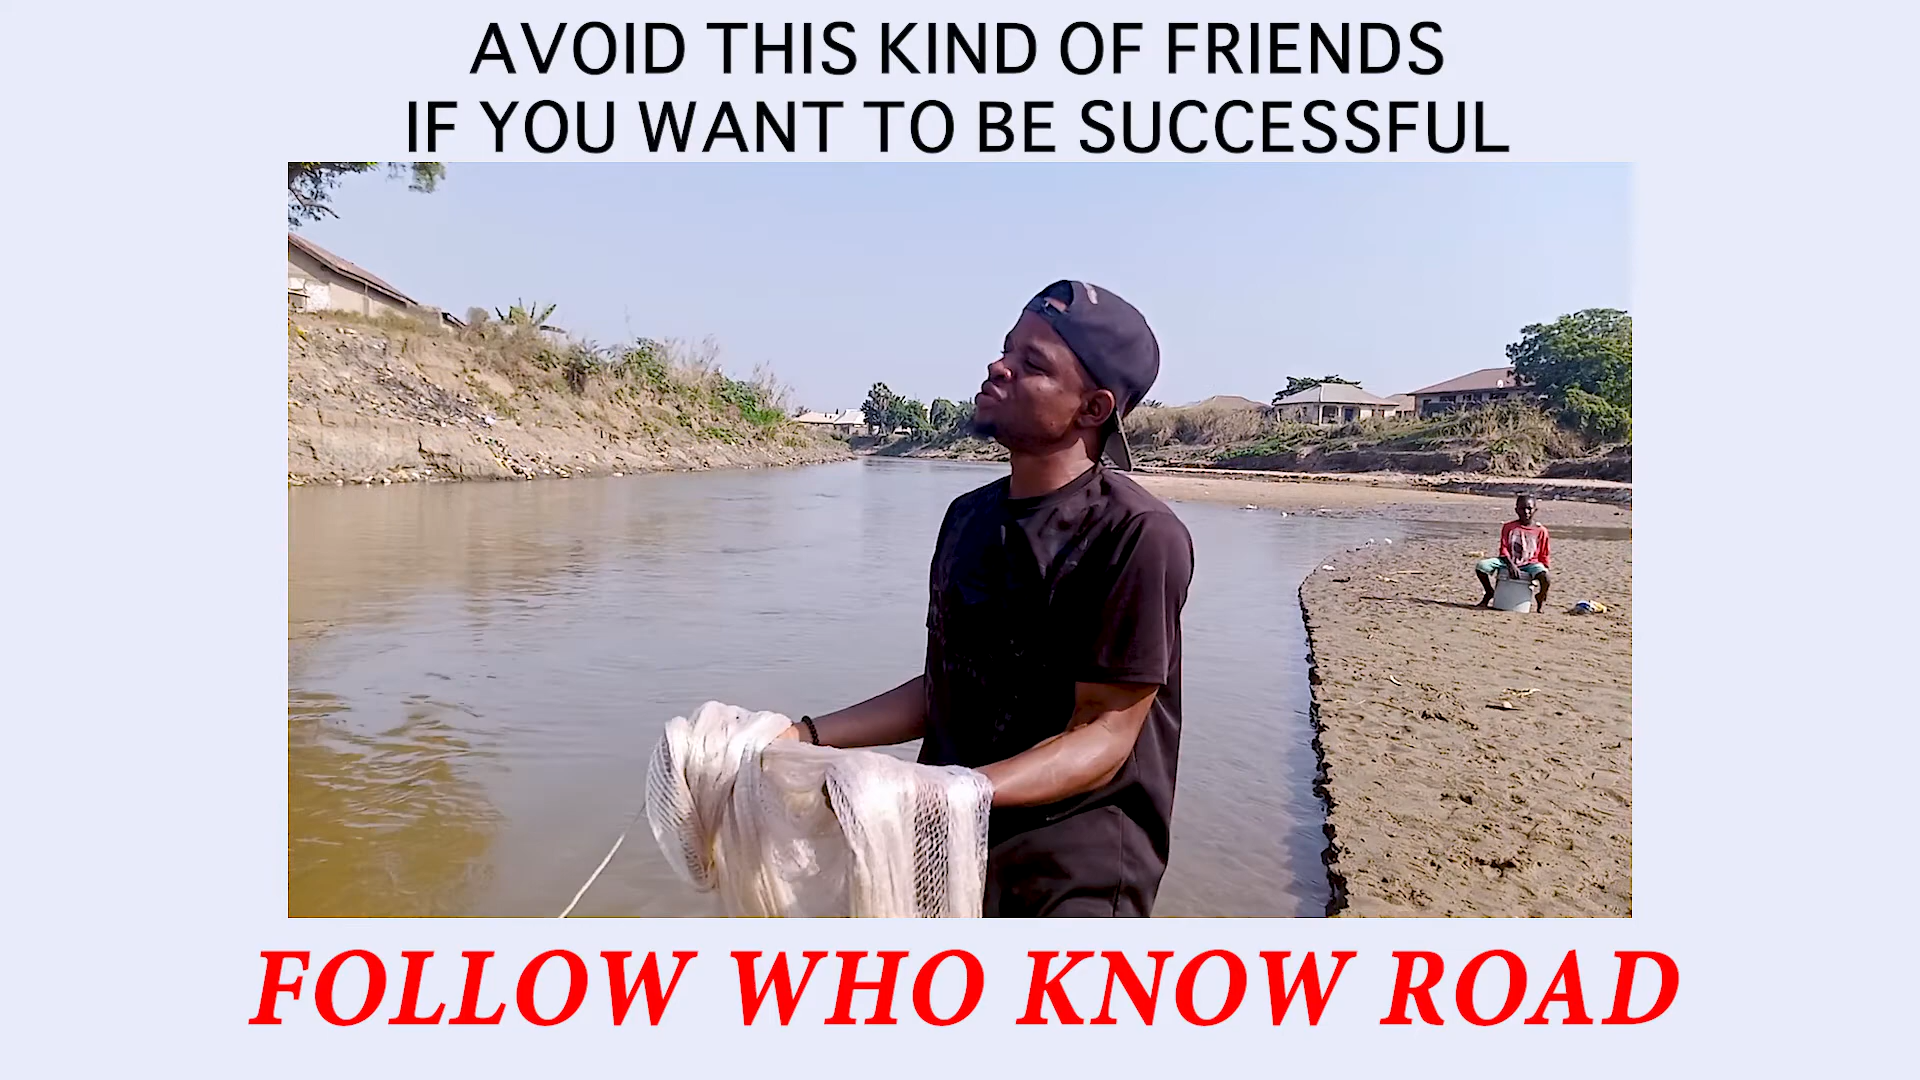 AVOID THIS KIND OF FRIENDS
IF YOU WANT TO BE SUCCESSFUL
FOLLOW WHO KNOW ROAD